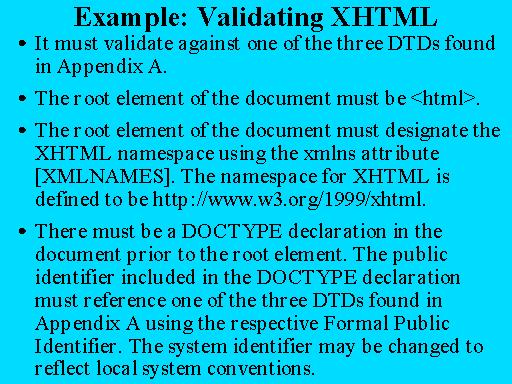 Example: Validating XHTML
• It must validate against one of the three DTDs found
in Appendix A.
• The root element of the document must be <html>.
• The root element of the document must designate the
XHTML namespace using the xmlns attribute
[XMLNAMES]. The namespace for XHTML is
defined to be http://www.w3.org/1999/xhtml.
• There must be a DOCTYPE declaration in the
document prior to the root element. The public
identifier included in the DOCTYPE declaration
must reference one of the three DTDs found in
Appendix A using the respective Formal Public
Identifier. The system identifier may be changed to
reflect local system conventions.